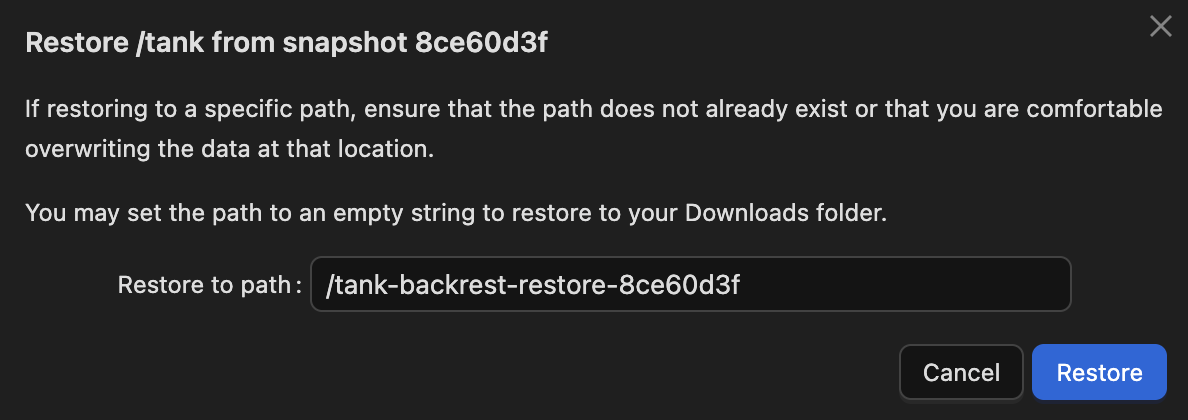 Restore /tank from snapshot 8ce60d3f
If restoring to a specific path, ensure that the path does not already exist or that you are comfortable
overwriting the data at that location.
You may set the path to an empty string to restore to your Downloads folder.
Restore to path: /tank-backrest-restore-8ce60d3f
Cancel Restore